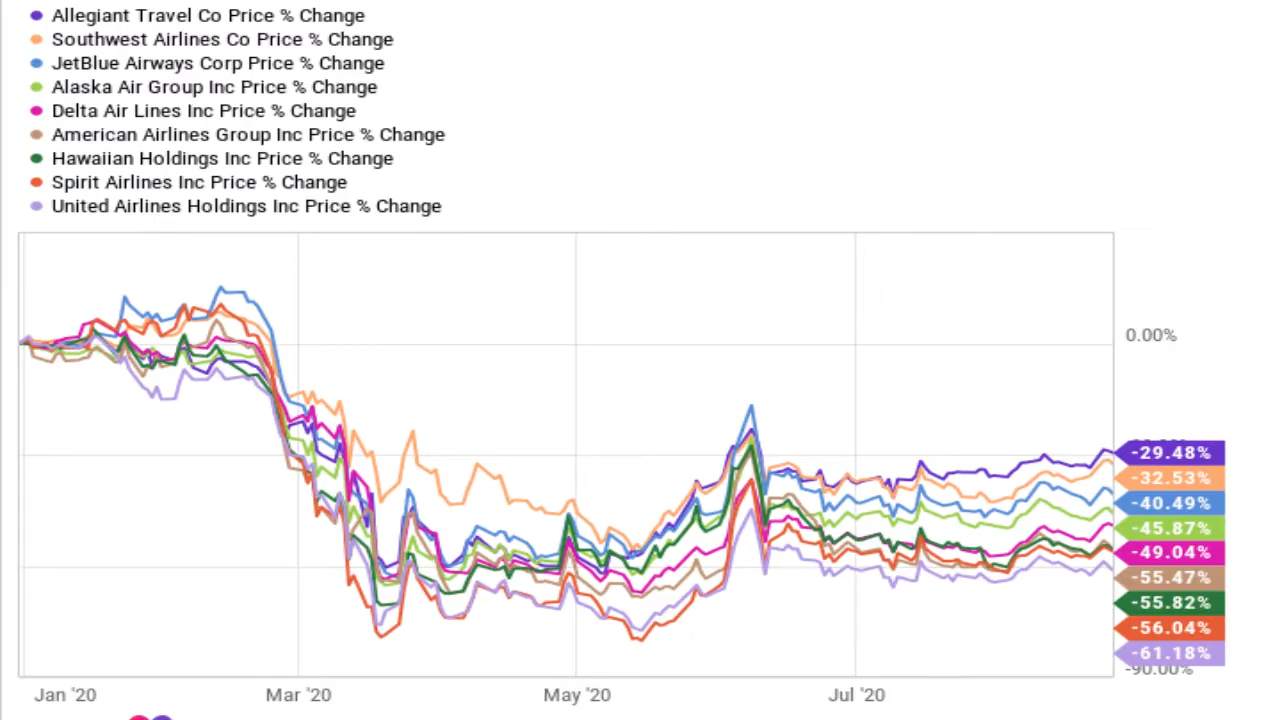 Allegiant Travel Co Price % Change
Southwest Airlines Co Price % Change
JetBlue Airways Corp Price % Change
Alaska Air Group Inc Price % Change
Delta Air Lines Inc Price % Change
American Airlines Group Inc Price % Change
Hawaiian Holdings Inc Price % Change
Spirit Airlines Inc Price % Change
United Airlines Holdings Inc Price % Change
0.00%
-29.48%
-32.53%
-40.49%
-45.87%
-49.04%
-55.47%
-55.82%
-56.04%
-61.18%
-90.00%
Jan '20 Mar '20 May '20 Jul '20